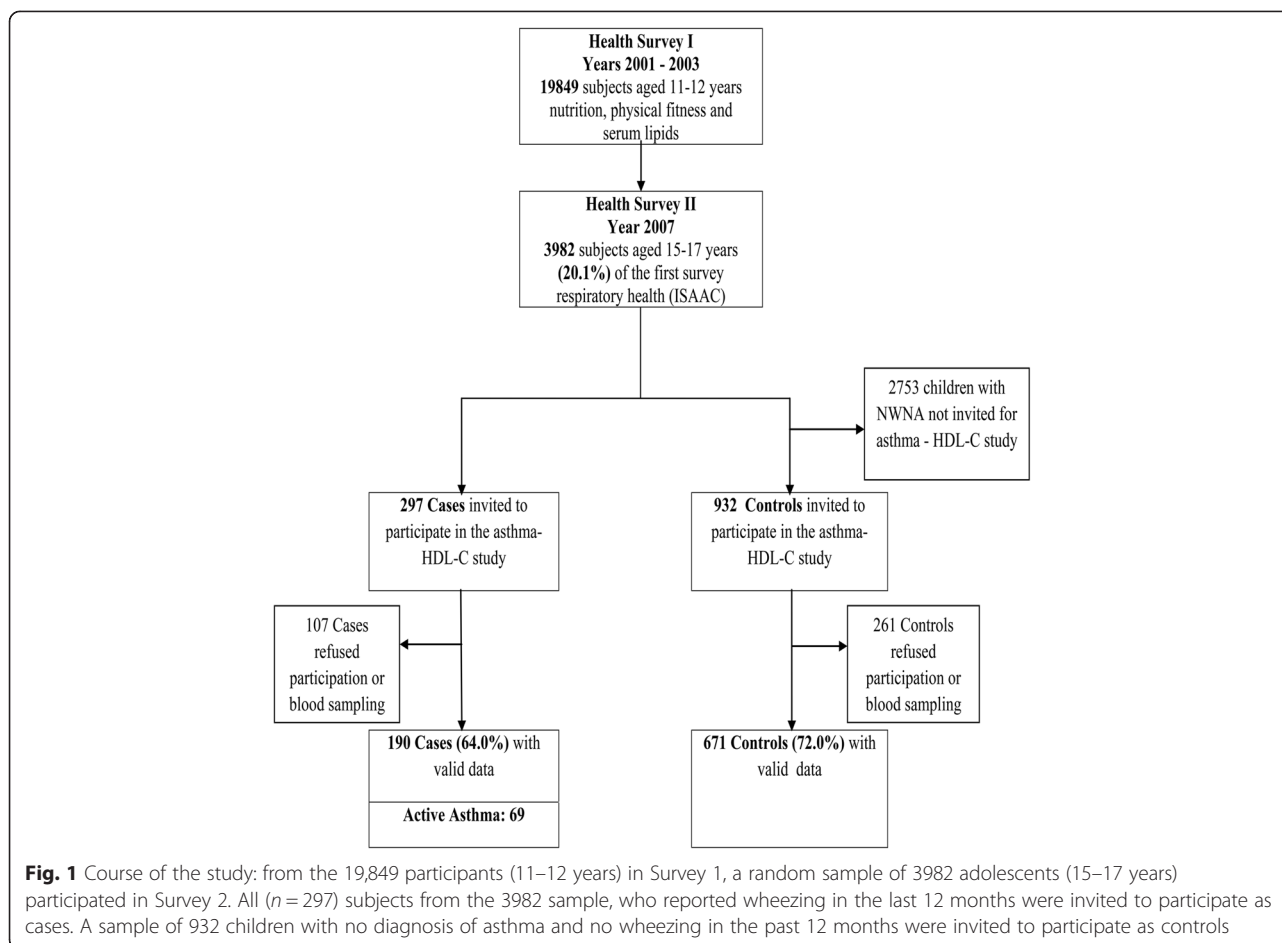 Health Survey I
Years 2001 - 2003
19849 subjects aged 11-12 years
nutrition, physical fitness and
serum lipids
Health Survey II
Year 2007
3982 subjects aged 15-17 years
(20.1%) of the first survey
respiratory health (ISAAC)
2753 children with
NWNA not invited for
asthma - HDL-C study
297 Cases invited to
participate in the asthma-
HDL-C study
932 Controls invited to
participate in the asthma-
HDL-C study
107 Cases
refused
participation or
blood sampling
261 Controls
refused
participation or
blood sampling
190 Cases (64.0%) with
valid data
Active Asthma: 69
671 Controls (72.0%) with
valid data
Fig. 1 Course of the study: from the 19,849 participants (11–12 years) in Survey 1, a random sample of 3982 adolescents (15–17 years)
participated in Survey 2. All (n = 297) subjects from the 3982 sample, who reported wheezing in the last 12 months were invited to participate as
cases. A sample of 932 children with no diagnosis of asthma and no wheezing in the past 12 months were invited to participate as controls